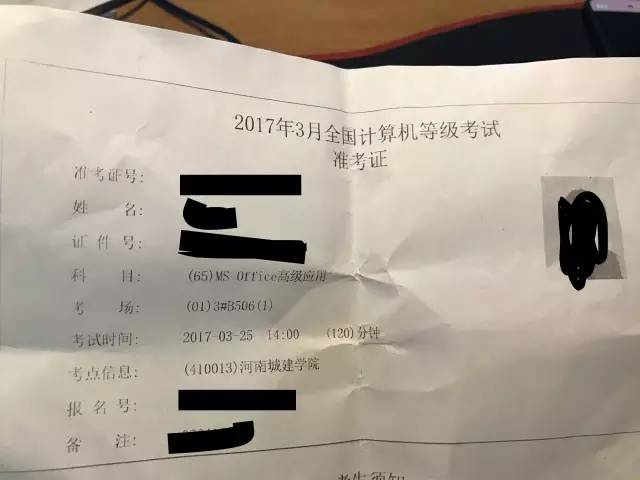 2017年3月全国计算机等级考试
准考证
准考证号:
姓 名:
证件号:
科 目: (65)MS Office高级应用
考 场: (01)3#B506(1)
考试时间: 2017-03-25 14:00 (120)分钟
考点信息: (410013)河南城建学院
报名号:
备 注:
考生须知